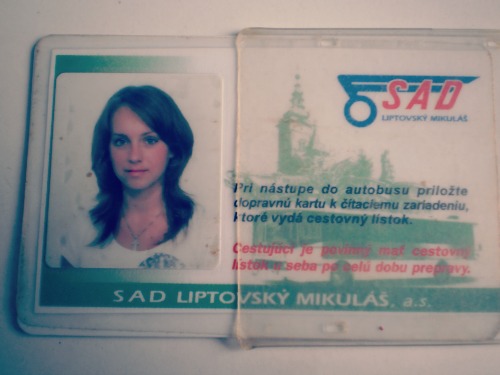 SAD
LIPTOVSKÝ MIKULÁŠ
Pri nástupe do autobusu priložte
dopravnú kartu k čítaciemu zariadeniu,
ktoré vydá cestovný lístok.
Cestujúci je povinný mať cestovný
lístok u seba po celú dobu prepravy.
SAD LIPTOVSKÝ MIKULÁŠ, a.s.